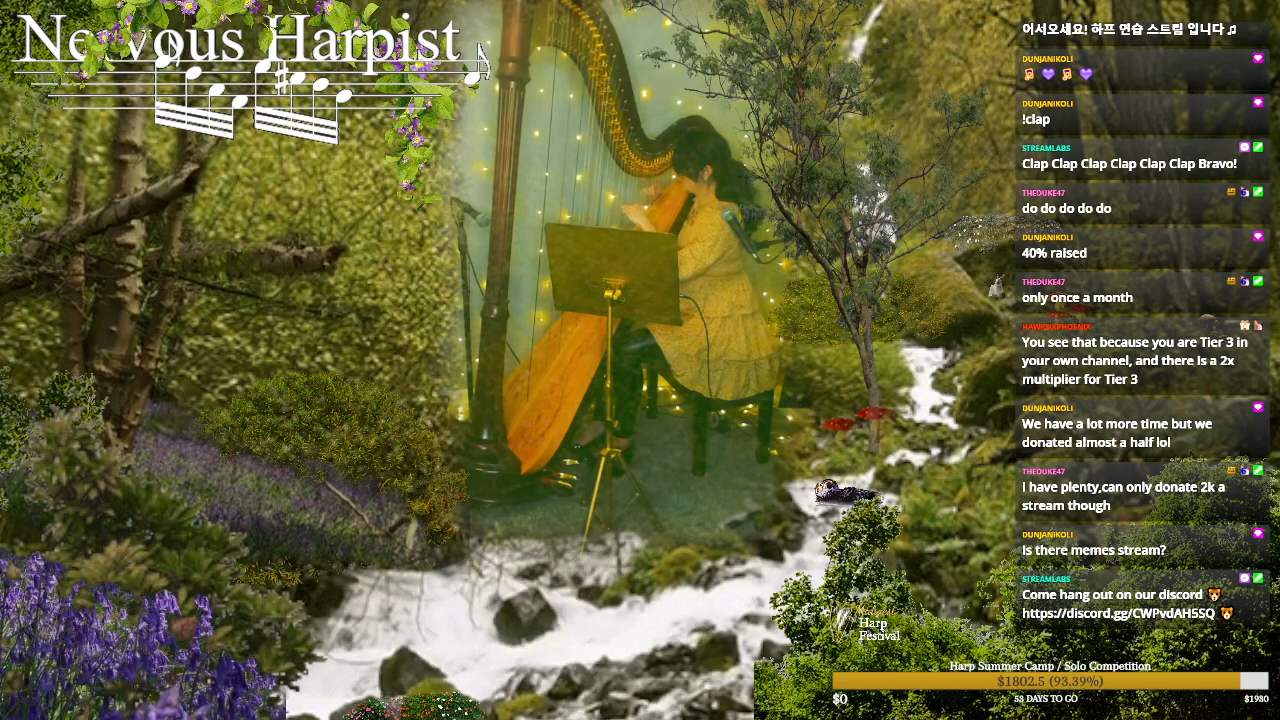 Nervous Harpist
어서오세요! 하프 연습 스트림 입니다 ♫
DUNJANIKOLI
DUNJANIKOLI
!clap
STREAMLABS
Clap Clap Clap Clap Clap Clap Bravo!
THEDUKE47
do do do do do
DUNJANIKOLI
40% raised
THEDUKE47
only once a month
HAWK6IXPHOENIX
You see that because you are Tier 3 in
your own channel, and there is a 2x
multiplier for Tier 3
DUNJANIKOLI
We have a lot more time but we
donated almost a half lol
THEDUKE47
I have plenty,can only donate 2k a
stream though
DUNJANIKOLI
Is there memes stream?
STREAMLABS
Come hang out on our discord
https://discord.gg/CWPvdAH5SQ
Harp
Festival
Harp Summer Camp / Solo Competition
$1802.5 (93.39%)
$0
53 DAYS TO GO
$1930